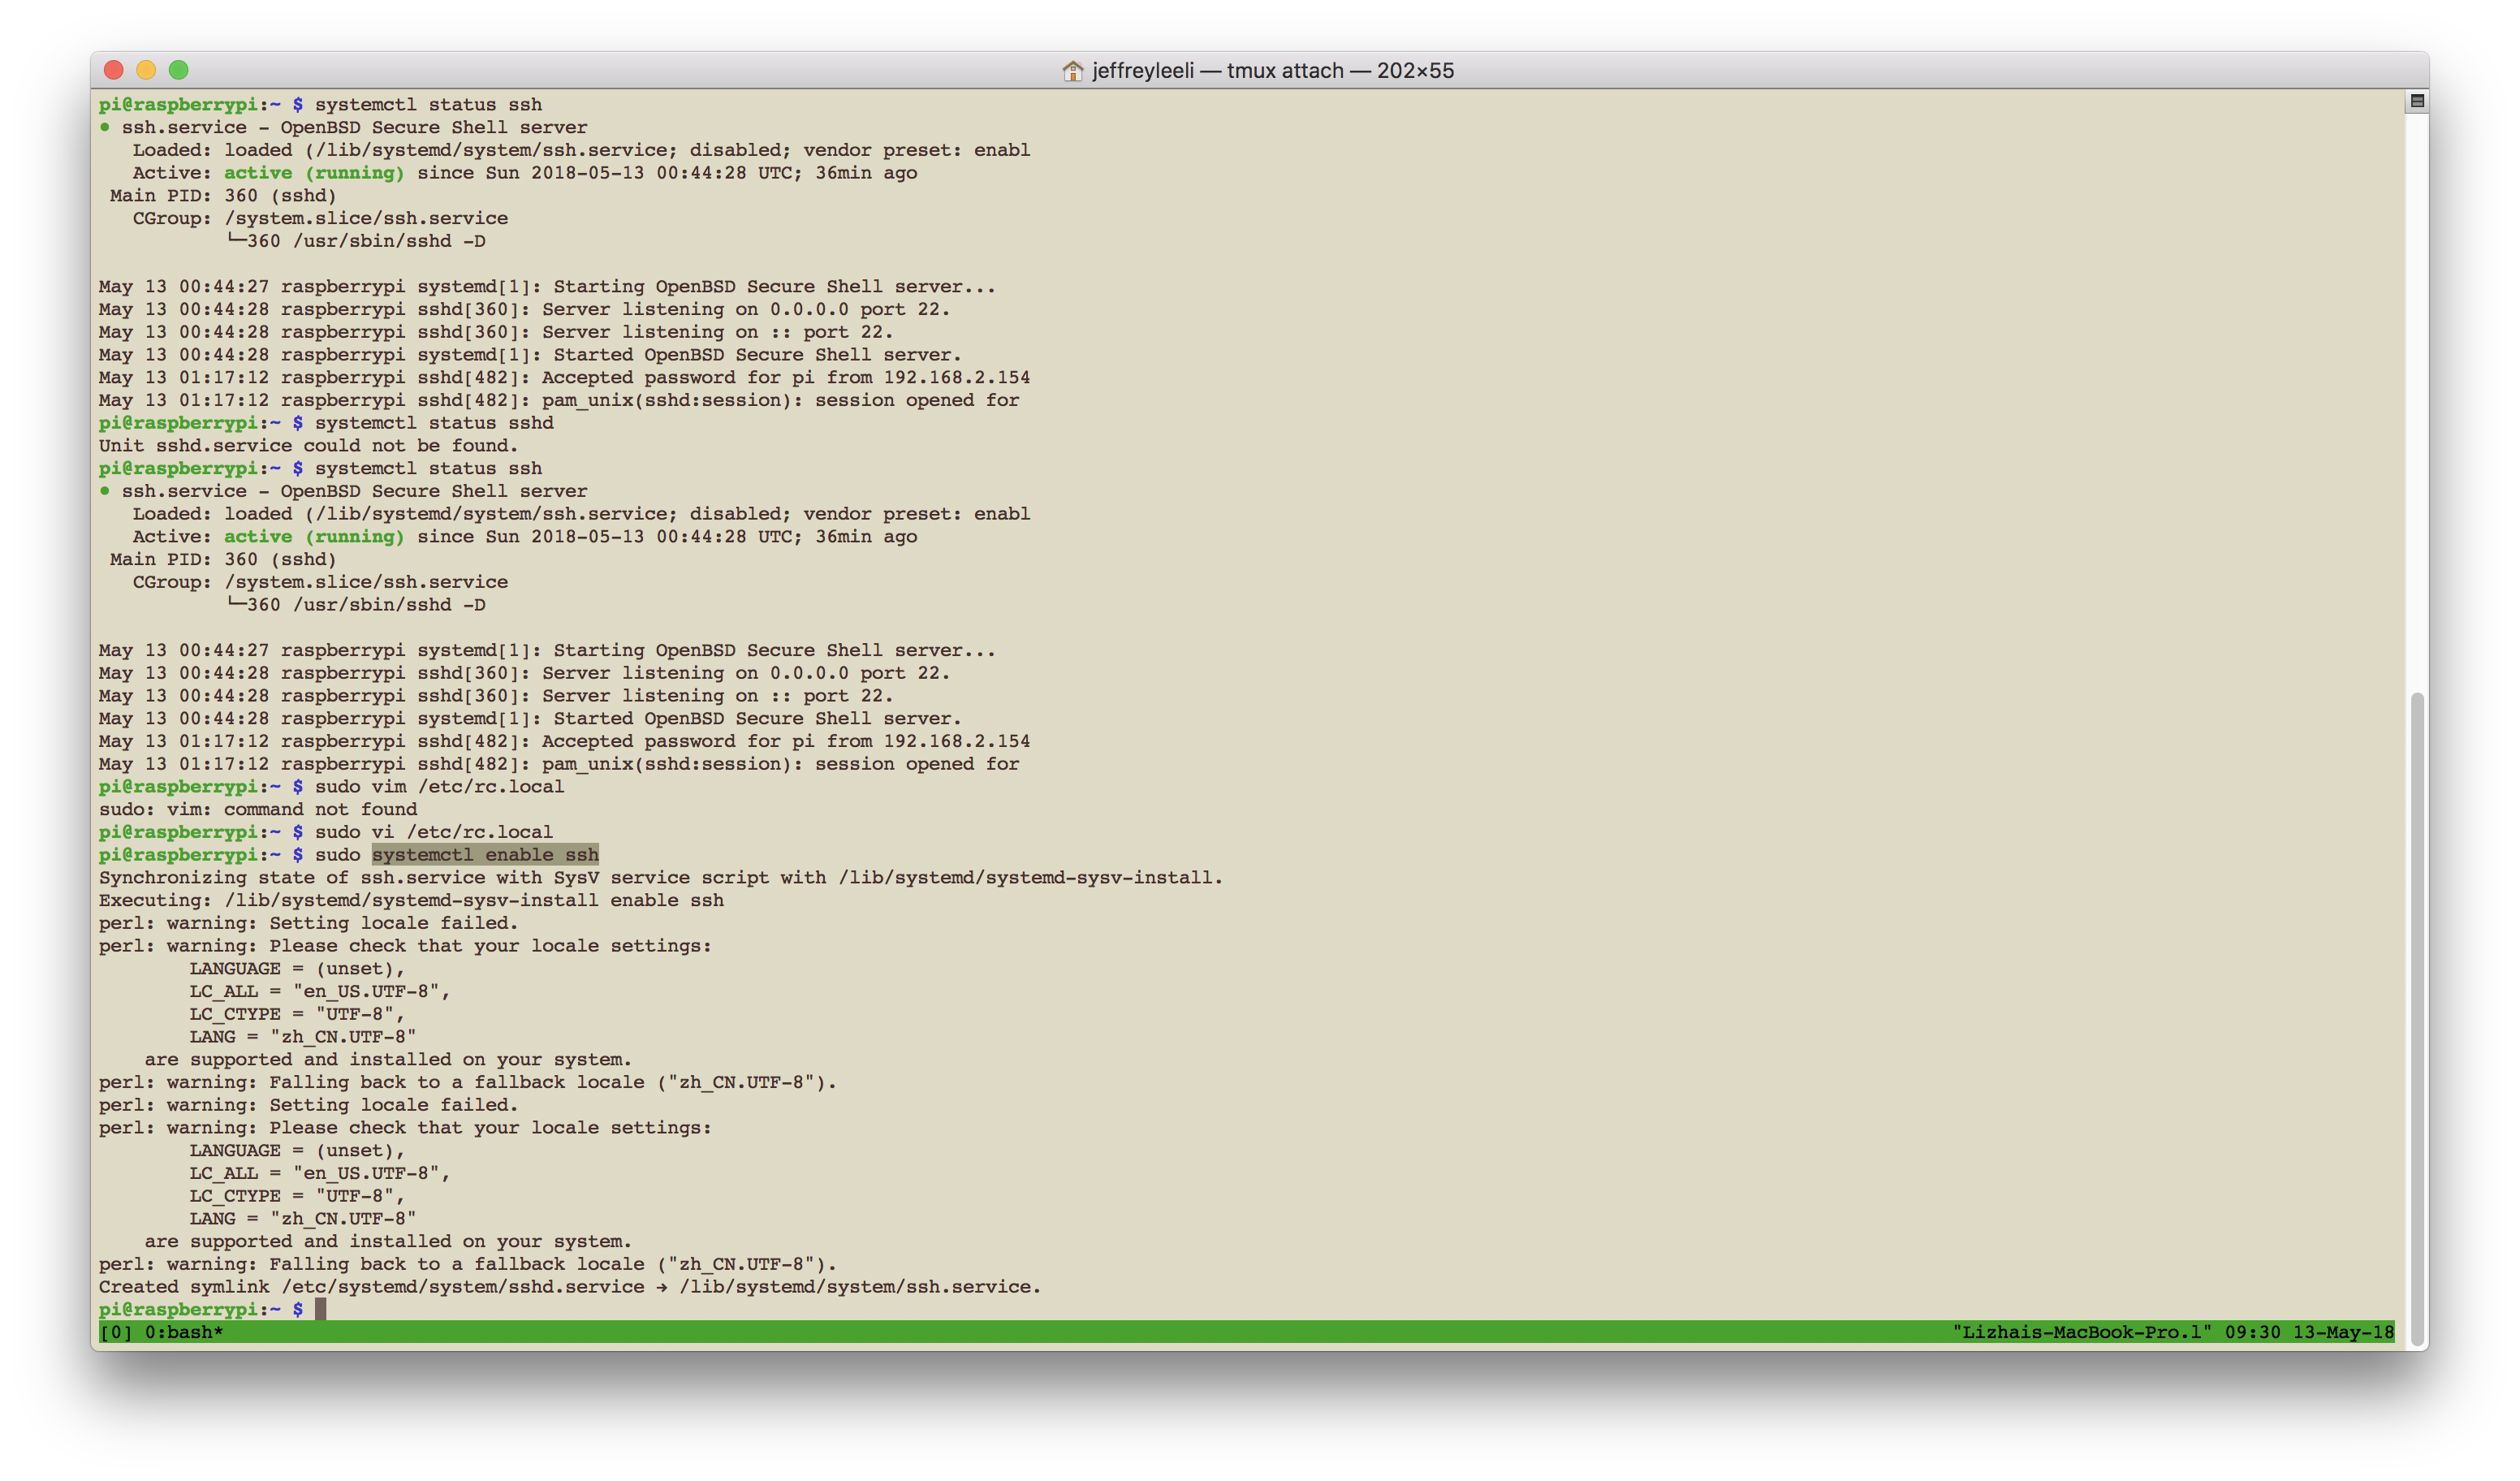 jeffreyleeli — tmux attach — 202×55
pi@raspberrypi:~ $ systemctl status ssh
● ssh.service - OpenBSD Secure Shell server
   Loaded: loaded (/lib/systemd/system/ssh.service; disabled; vendor preset: enabl
   Active: active (running) since Sun 2018-05-13 00:44:28 UTC; 36min ago
 Main PID: 360 (sshd)
   CGroup: /system.slice/ssh.service
           └─360 /usr/sbin/sshd -D

May 13 00:44:27 raspberrypi systemd[1]: Starting OpenBSD Secure Shell server...
May 13 00:44:28 raspberrypi sshd[360]: Server listening on 0.0.0.0 port 22.
May 13 00:44:28 raspberrypi sshd[360]: Server listening on :: port 22.
May 13 00:44:28 raspberrypi systemd[1]: Started OpenBSD Secure Shell server.
May 13 01:17:12 raspberrypi sshd[482]: Accepted password for pi from 192.168.2.154
May 13 01:17:12 raspberrypi sshd[482]: pam_unix(sshd:session): session opened for
pi@raspberrypi:~ $ systemctl status sshd
Unit sshd.service could not be found.
pi@raspberrypi:~ $ systemctl status ssh
● ssh.service - OpenBSD Secure Shell server
   Loaded: loaded (/lib/systemd/system/ssh.service; disabled; vendor preset: enabl
   Active: active (running) since Sun 2018-05-13 00:44:28 UTC; 36min ago
 Main PID: 360 (sshd)
   CGroup: /system.slice/ssh.service
           └─360 /usr/sbin/sshd -D

May 13 00:44:27 raspberrypi systemd[1]: Starting OpenBSD Secure Shell server...
May 13 00:44:28 raspberrypi sshd[360]: Server listening on 0.0.0.0 port 22.
May 13 00:44:28 raspberrypi sshd[360]: Server listening on :: port 22.
May 13 00:44:28 raspberrypi systemd[1]: Started OpenBSD Secure Shell server.
May 13 01:17:12 raspberrypi sshd[482]: Accepted password for pi from 192.168.2.154
May 13 01:17:12 raspberrypi sshd[482]: pam_unix(sshd:session): session opened for
pi@raspberrypi:~ $ sudo vim /etc/rc.local
sudo: vim: command not found
pi@raspberrypi:~ $ sudo vi /etc/rc.local
pi@raspberrypi:~ $ sudo systemctl enable ssh
Synchronizing state of ssh.service with SysV service script with /lib/systemd/systemd-sysv-install.
Executing: /lib/systemd/systemd-sysv-install enable ssh
perl: warning: Setting locale failed.
perl: warning: Please check that your locale settings:
        LANGUAGE = (unset),
        LC_ALL = "en_US.UTF-8",
        LC_CTYPE = "UTF-8",
        LANG = "zh_CN.UTF-8"
    are supported and installed on your system.
perl: warning: Falling back to a fallback locale ("zh_CN.UTF-8").
perl: warning: Setting locale failed.
perl: warning: Please check that your locale settings:
        LANGUAGE = (unset),
        LC_ALL = "en_US.UTF-8",
        LC_CTYPE = "UTF-8",
        LANG = "zh_CN.UTF-8"
    are supported and installed on your system.
perl: warning: Falling back to a fallback locale ("zh_CN.UTF-8").
Created symlink /etc/systemd/system/sshd.service → /lib/systemd/system/ssh.service.
pi@raspberrypi:~ $
[0] 0:bash* "Lizhais-MacBook-Pro.l" 09:30 13-May-18